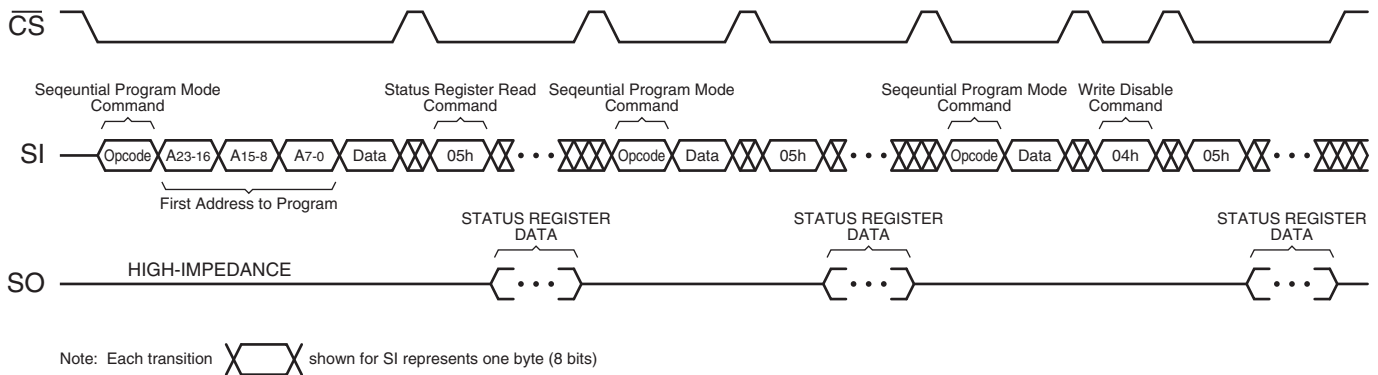 CS
Seqeuntial Program Mode
Command
Status Register Read
Command
Seqeuntial Program Mode
Command
Seqeuntial Program Mode
Command
Write Disable
Command
SI
Opcode A23-16 A15-8 A7-0 Data 05h Opcode Data 05h Opcode Data 04h 05h
First Address to Program
STATUS REGISTER
DATA
STATUS REGISTER
DATA
STATUS REGISTER
DATA
SO
HIGH-IMPEDANCE
Note: Each transition shown for SI represents one byte (8 bits)